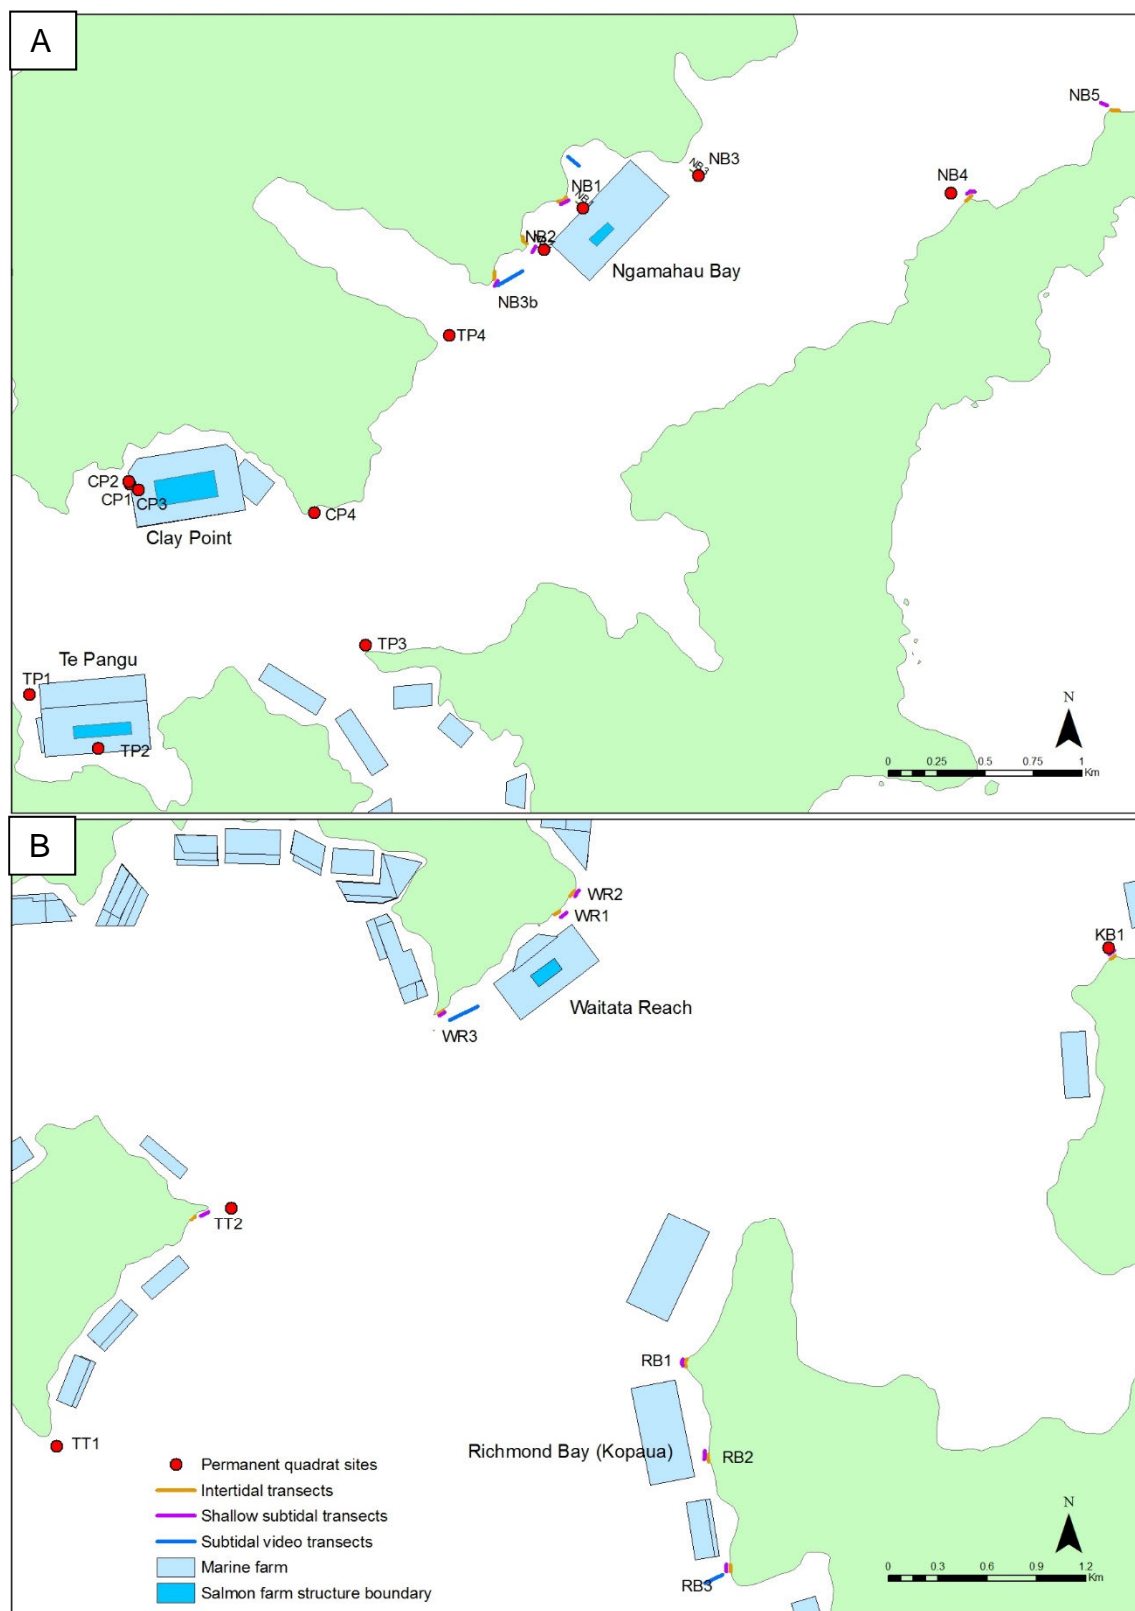 A
NB5
NB3
NB3
NB4
NB1
NB2
Ngamahau Bay
NB3b
TP4
CP2
CP1
CP3
CP4
Clay Point
TP3
Te Pangu
TP1
TP2
N
0 0.25 0.5 0.75 1
Km
B
WR2
WR1
KB1
Waitata Reach
WR3
TT2
RB1
TT1
Richmond Bay (Kopaua)
RB2
RB3
Permanent quadrat sites
Intertidal transects
Shallow subtidal transects
Subtidal video transects
Marine farm
Salmon farm structure boundary
N
0 0.3 0.6 0.9 1.2
Km